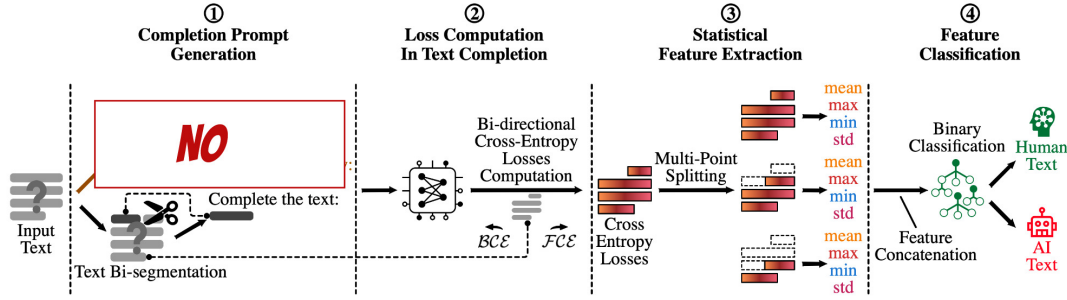 ①
Completion Prompt
Generation
②
Loss Computation
In Text Completion
③
Statistical
Feature Extraction
④
Feature
Classification
NO
Complete the text:
?
Input
Text
?
Text Bi-segmentation
Bi-directional
Cross-Entropy
Losses
Computation
BCE
FCE
Multi-Point
Splitting
Cross
Entropy
Losses
mean
max
min
std
mean
max
min
std
mean
max
min
std
Binary
Classification
Feature
Concatenation
Human
Text
AI
Text